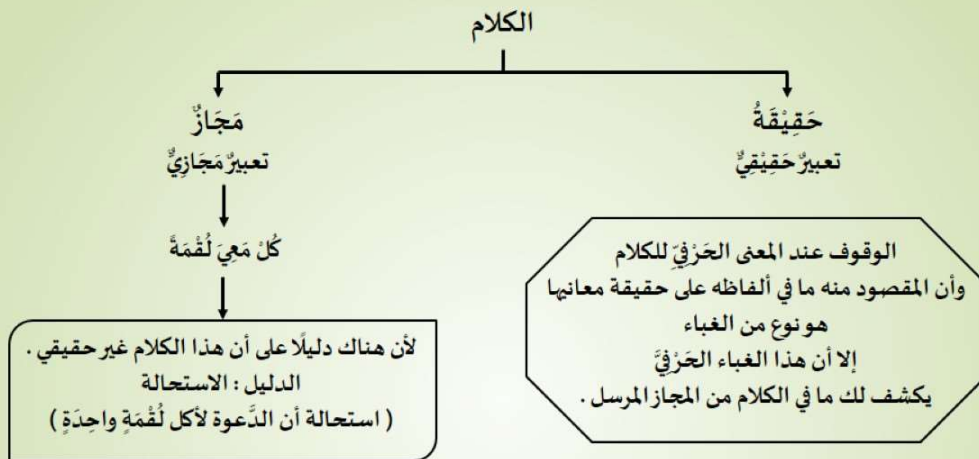 الكلام
حَقِيْقَةُ
تعبيرٌ حَقِيْقِيٌّ
الوقوف عند المعنى الحَرْفِيّ للكلام
وأن المقصود منه ما في ألفاظه على حقيقة معانيها
هو نوع من الغباء
إلا أن هذا الغباء الحَرْفِيَّ
يكشف لك ما في الكلام من المجاز المرسل .
مَجَازٌ
تعبيرٌ مَجَازِيٌّ
كُلْ مَعِيَ لُقْمَةً
لأن هناك دليلًا على أن هذا الكلام غير حقيقي .
الدليل : الاستحالة
( استحالة أن الدَّعوة لأكل لُقْمَةٍ واحِدَةٍ )